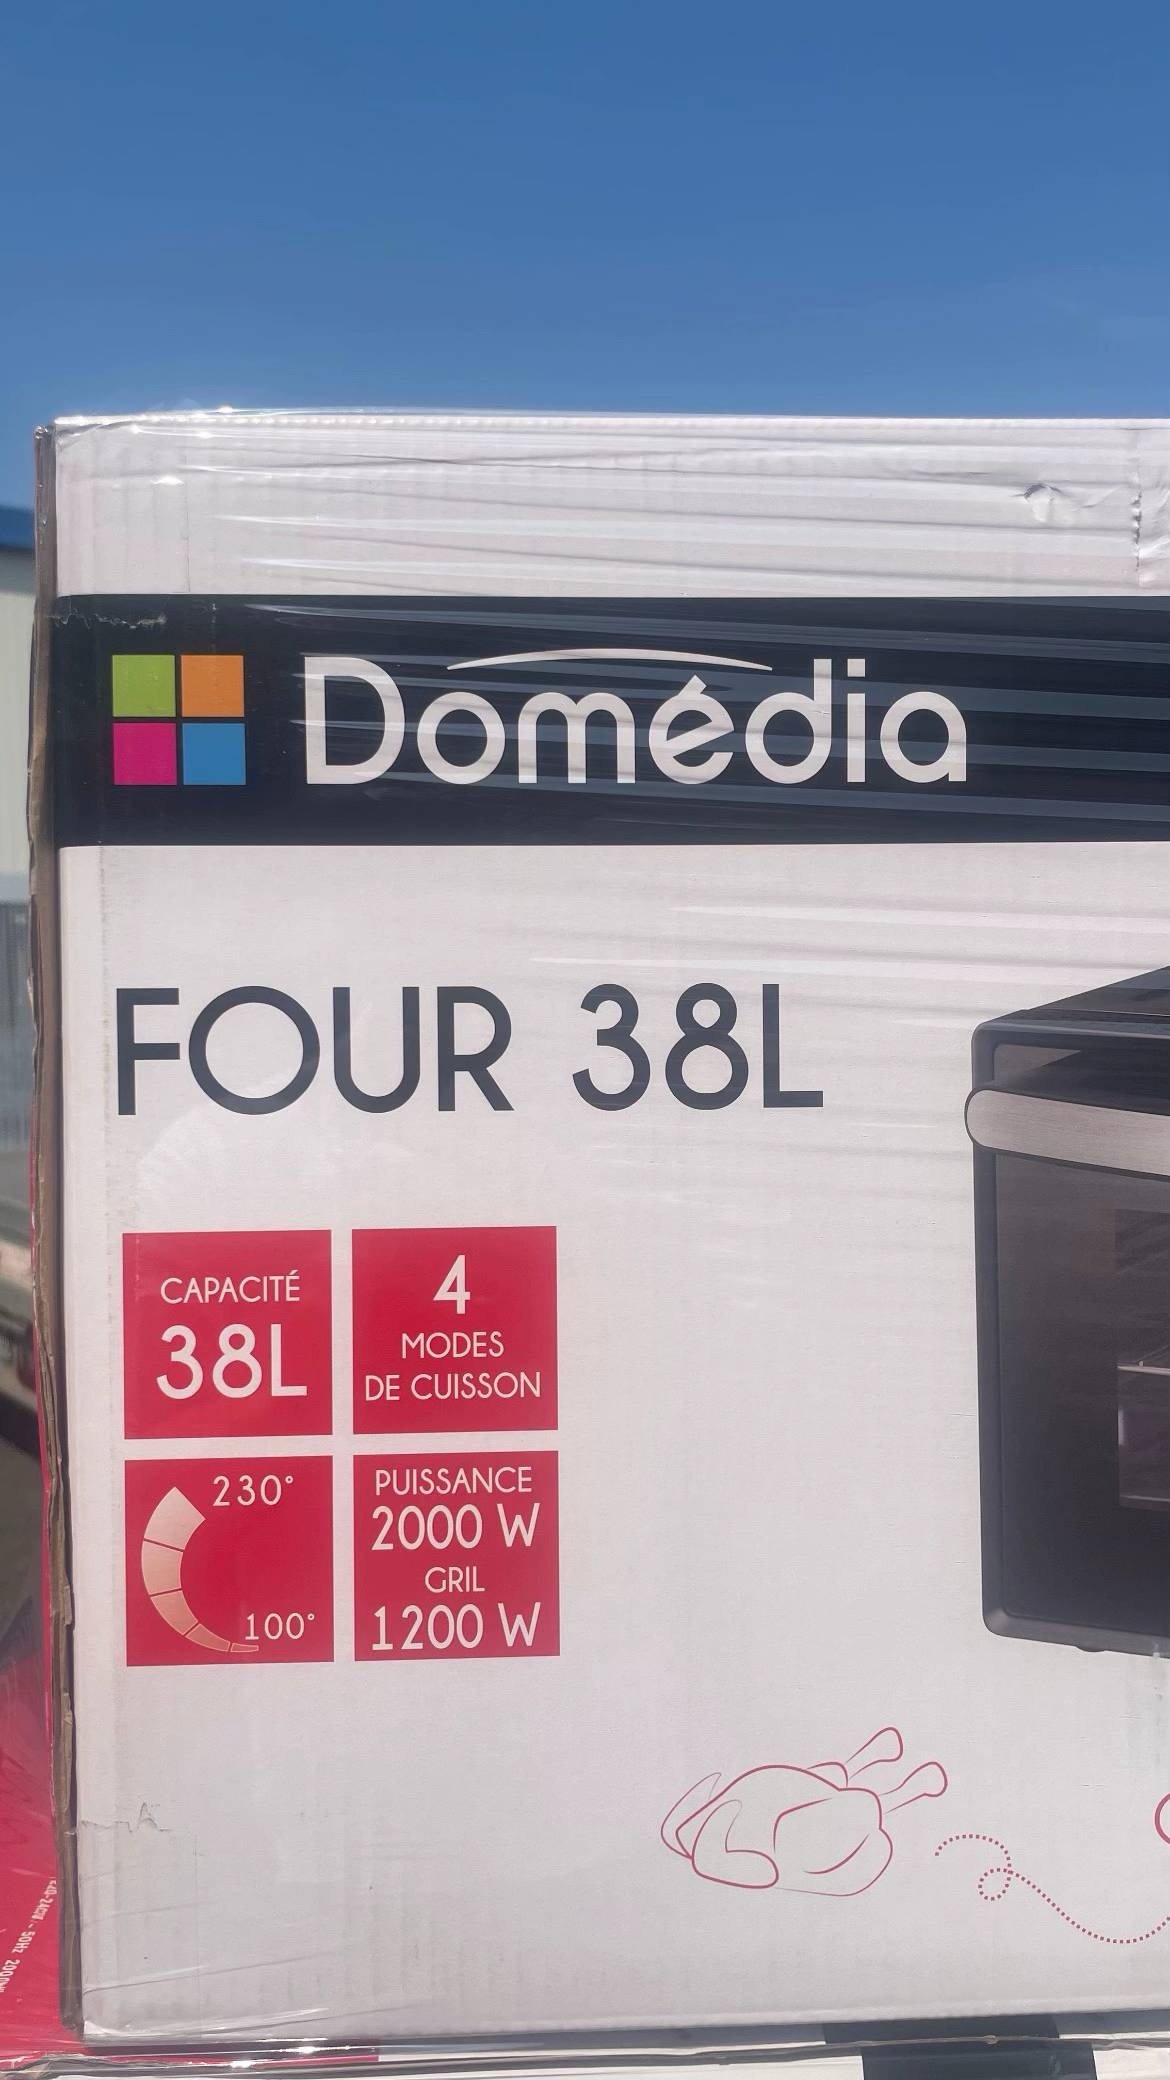 Domédia
FOUR 38L
CAPACITÉ
38L
4
MODES
DE CUISSON
230°
100°
PUISSANCE
2000 W
GRIL
1200 W